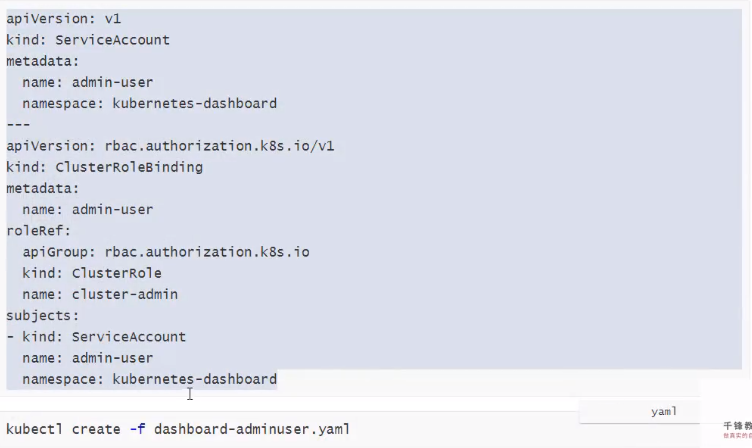 apiVersion: v1
kind: ServiceAccount
metadata:
  name: admin-user
  namespace: kubernetes-dashboard
---
apiVersion: rbac.authorization.k8s.io/v1
kind: ClusterRoleBinding
metadata:
  name: admin-user
roleRef:
  apiGroup: rbac.authorization.k8s.io
  kind: ClusterRole
  name: cluster-admin
subjects:
- kind: ServiceAccount
  name: admin-user
  namespace: kubernetes-dashboard
yaml
kubectl create -f dashboard-adminuser.yaml
千锋